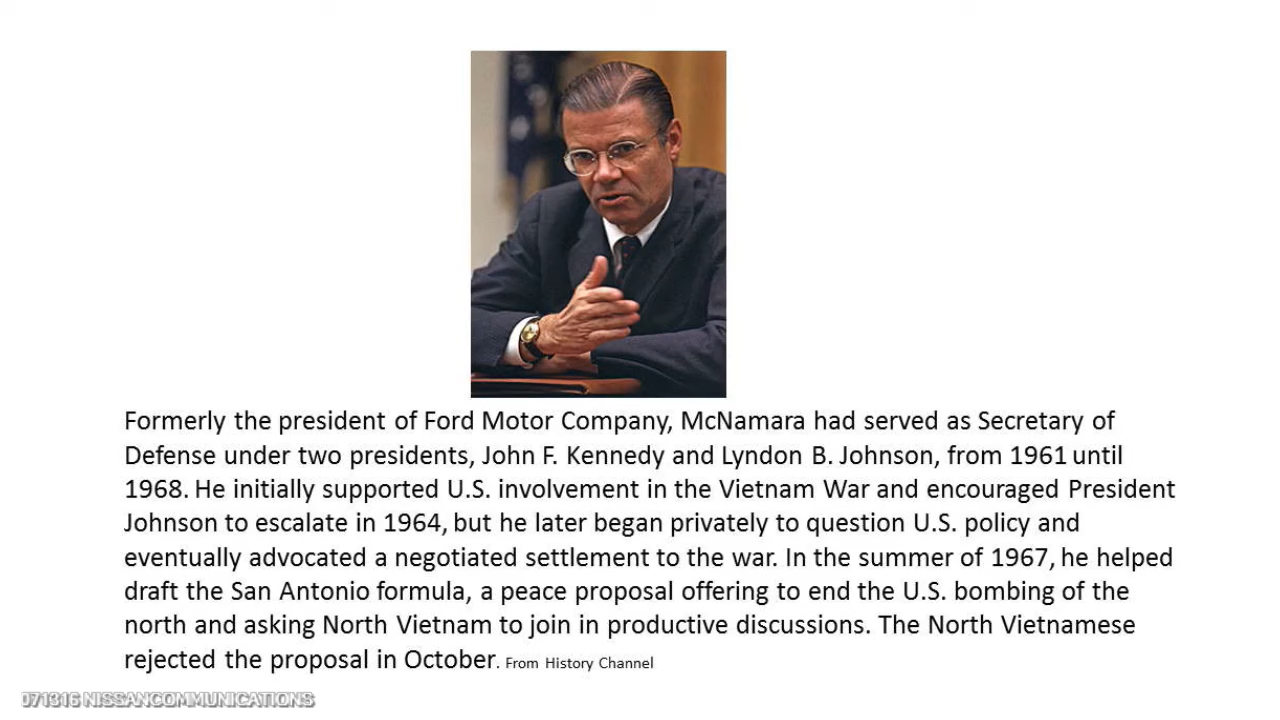 Formerly the president of Ford Motor Company, McNamara had served as Secretary of
Defense under two presidents, John F. Kennedy and Lyndon B. Johnson, from 1961 until
1968. He initially supported U.S. involvement in the Vietnam War and encouraged President
Johnson to escalate in 1964, but he later began privately to question U.S. policy and
eventually advocated a negotiated settlement to the war. In the summer of 1967, he helped
draft the San Antonio formula, a peace proposal offering to end the U.S. bombing of the
north and asking North Vietnam to join in productive discussions. The North Vietnamese
rejected the proposal in October. From History Channel
071316 NISSANCOMMUNICATIONS